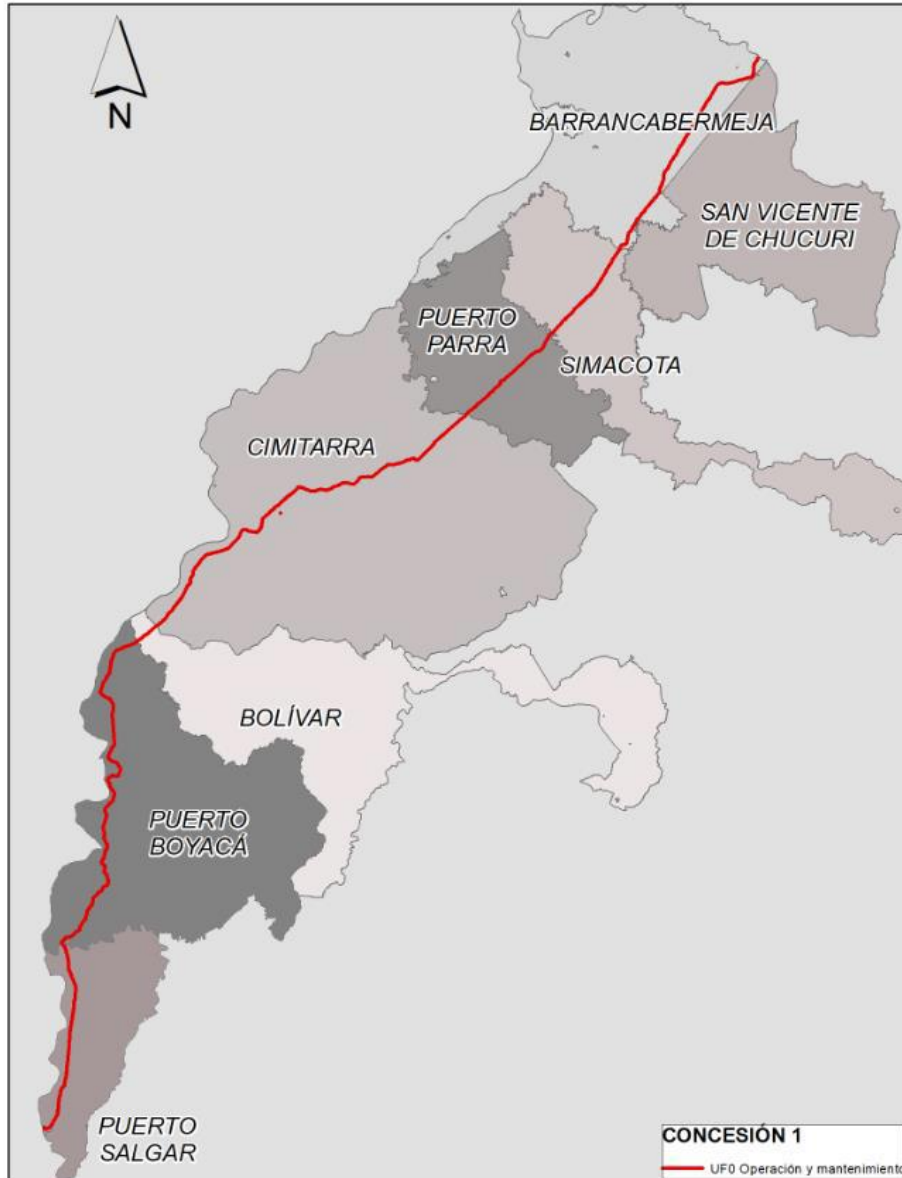 N
BARRANCABERMEJA
SAN VICENTE
DE CHUCURI
PUERTO
PARRA
SIMACOTA
CIMITARRA
BOLÍVAR
PUERTO
BOYACÁ
PUERTO
SALGAR
CONCESIÓN 1
UF0 Operación y mantenimiento